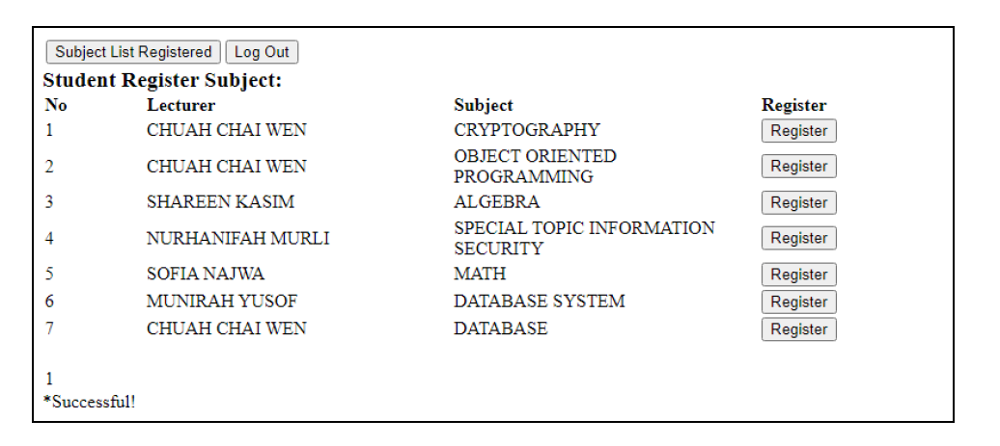 Subject List Registered Log Out
Student Register Subject:
No Lecturer Subject Register
1 CHUAH CHAI WEN CRYPTOGRAPHY Register
2 CHUAH CHAI WEN OBJECT ORIENTED
PROGRAMMING Register
3 SHAREEN KASIM ALGEBRA Register
4 NURHANIFAH MURLI SPECIAL TOPIC INFORMATION
SECURITY Register
5 SOFIA NAJWA MATH Register
6 MUNIRAH YUSOF DATABASE SYSTEM Register
7 CHUAH CHAI WEN DATABASE Register
1
*Successful!